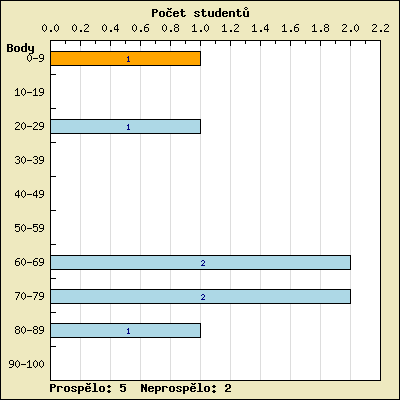 Počet studentů
0.0 0.2 0.4 0.6 0.8 1.0 1.2 1.4 1.6 1.8 2.0 2.2
Body
0-9 1
10-19
20-29 1
30-39
40-49
50-59
60-69 2
70-79 2
80-89 1
90-100
Prospělo: 5 Neprospělo: 2